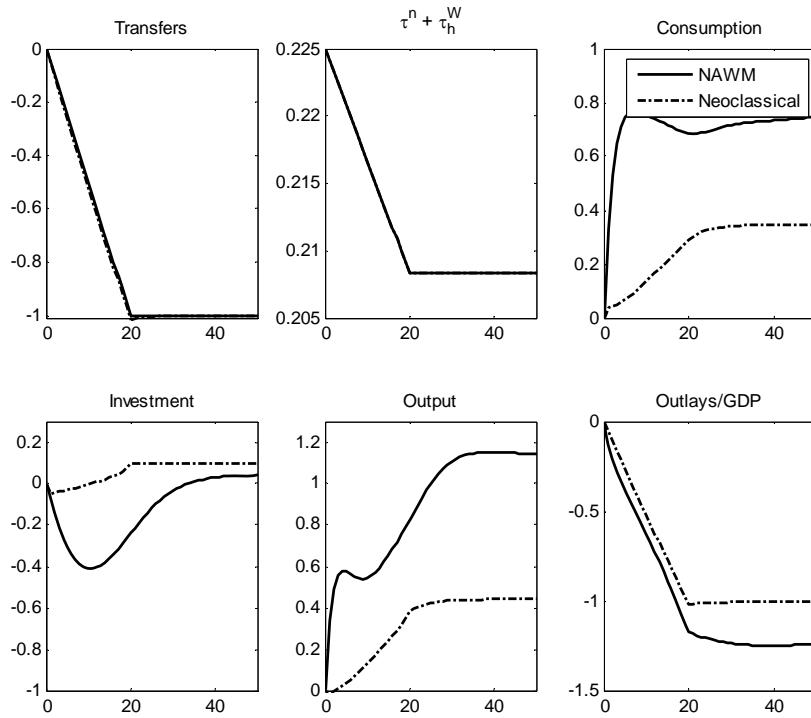 Transfers
0
-0.2
-0.4
-0.6
-0.8
-1
0 20 40
τⁿ + τₕᵂ
0.225
0.22
0.215
0.21
0.205
0 20 40
Consumption
1
0.8
0.6
0.4
0.2
0
0 20 40
NAWM
Neoclassical
Investment
0.2
0
-0.2
-0.4
-0.6
-0.8
-1
0 20 40
Output
1.2
1
0.8
0.6
0.4
0.2
0
0 20 40
Outlays/GDP
0
-0.5
-1
-1.5
0 20 40